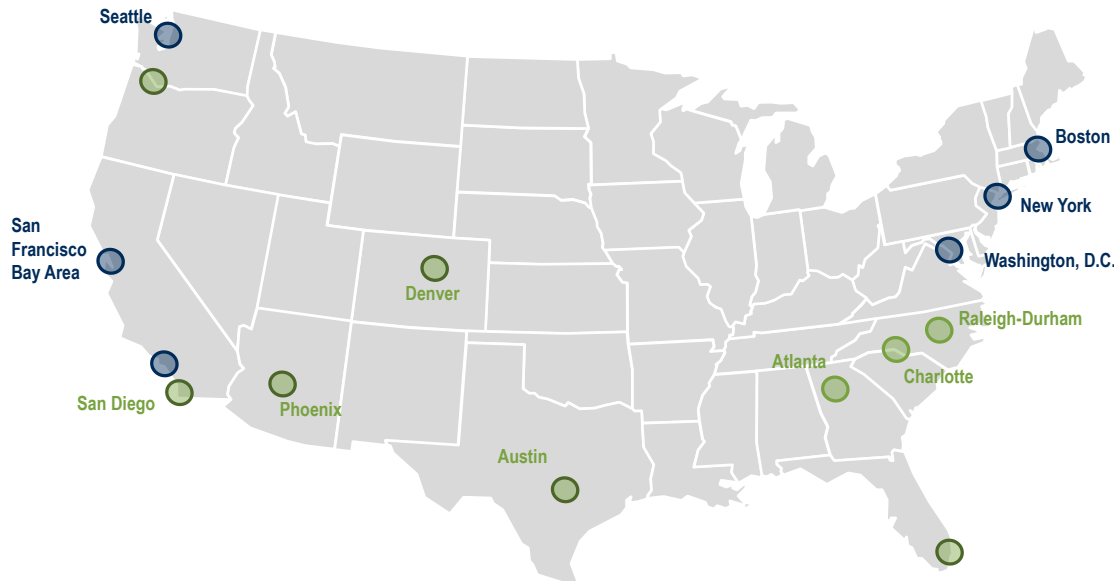 Seattle
Boston
New York
San
Francisco
Bay Area
Washington, D.C.
Denver
Raleigh-Durham
Atlanta
Charlotte
San Diego
Phoenix
Austin